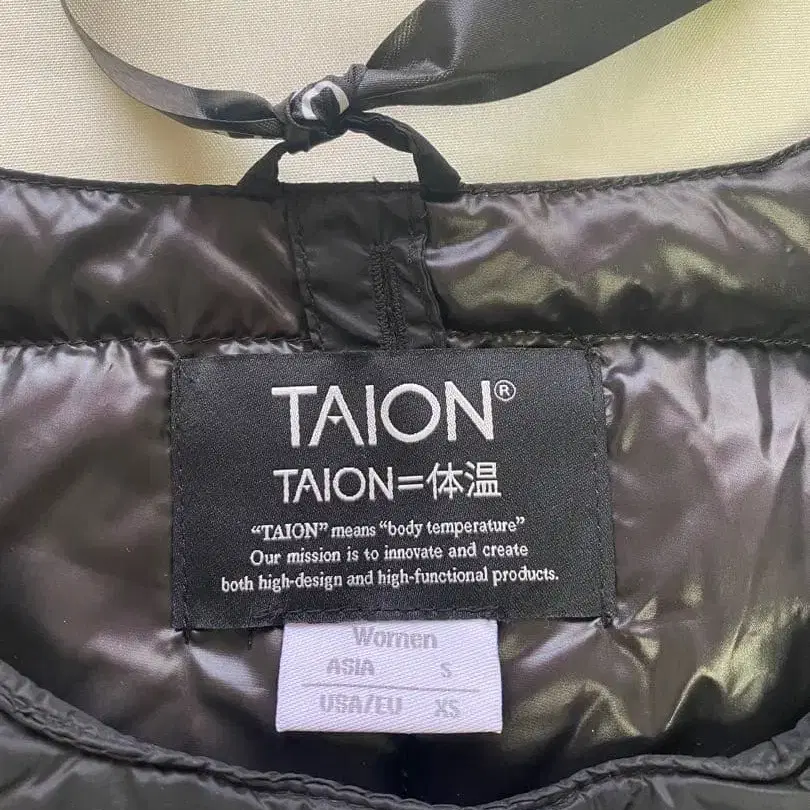 TAION®
TAION=体温
“TAION” means “body temperature”
Our mission is to innovate and create
both high-design and high-functional products.
Women
ASIA S
USA/EU XS